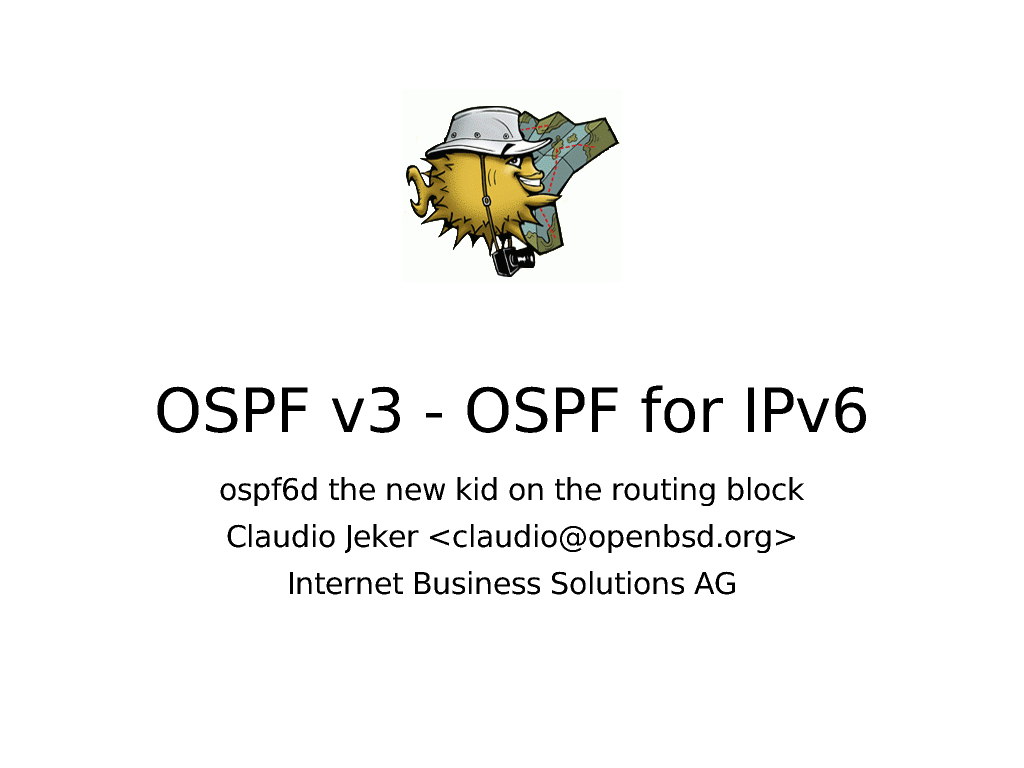 OSPF v3 - OSPF for IPv6
ospf6d the new kid on the routing block
Claudio Jeker <claudio@openbsd.org>
Internet Business Solutions AG